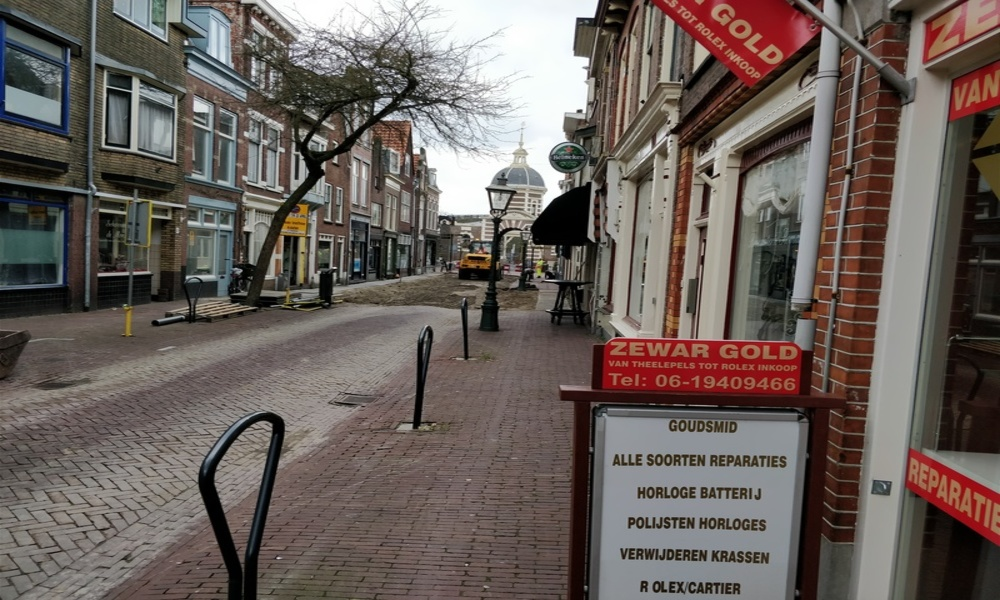 GOLD
TOT ROLEX INKOOP
ZE
VAN
Heineken
ZEWAR GOLD
VAN THEELEPELS TOT ROLEX INKOOP
Tel: 06-19409466
GOUDSMID
ALLE SOORTEN REPARATIES
HORLOGE BATTERIJ
POLIJSTEN HORLOGES
VERWIJDEREN KRASSEN
R OLEX/CARTIER
REPARATIE